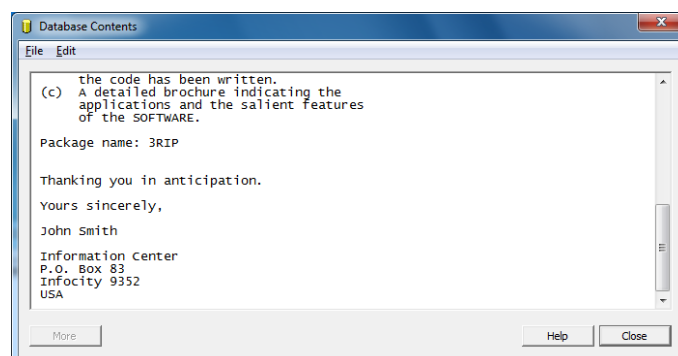 Database Contents
File Edit
the code has been written.
(c) A detailed brochure indicating the
applications and the salient features
of the SOFTWARE.
Package name: 3RIP
Thanking you in anticipation.
Yours sincerely,
John Smith
Information Center
P.O. Box 83
Infocity 9352
USA
More Help Close